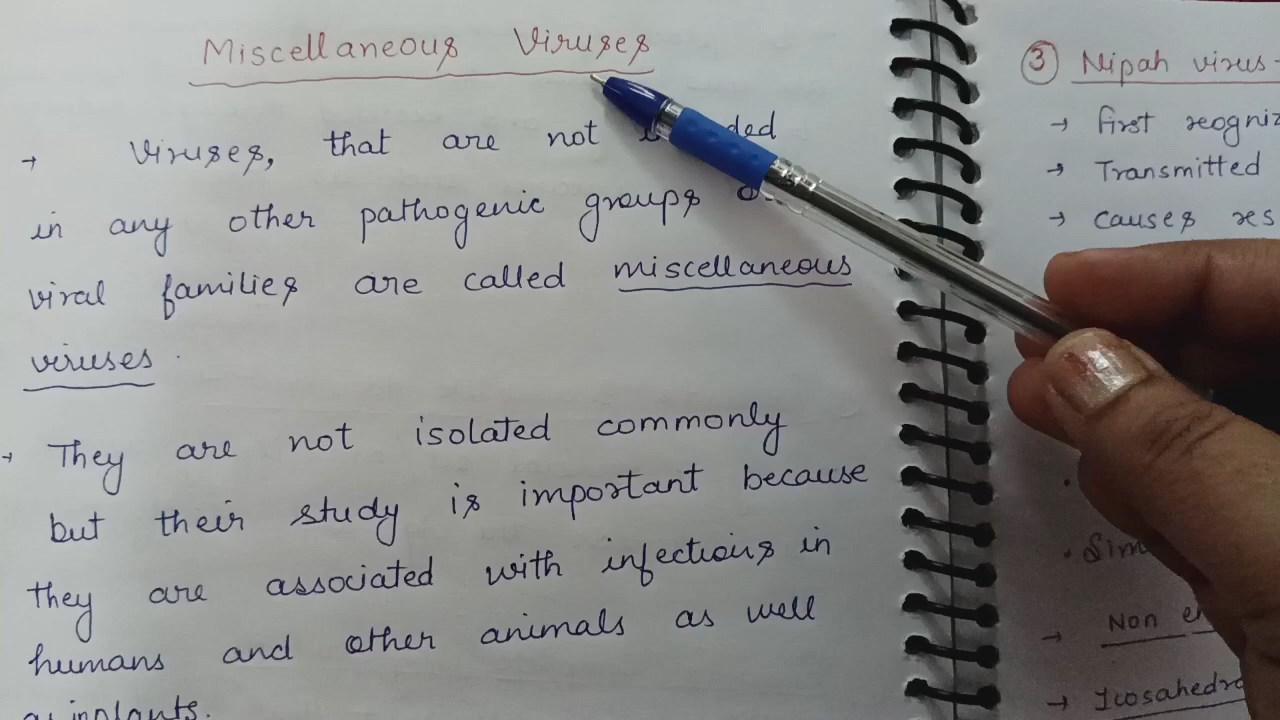 Miscellaneous Viruses
→ Viruses, that are not
in any other pathogenic groups
viral families are called miscellaneous
viruses.
→ They are not isolated commonly
but their study is important because
they are associated with infections in
humans and other animals as well
as inplants.
③ Nipah virus-
→ first
→ Transmitted
→ causes
→ Non
→